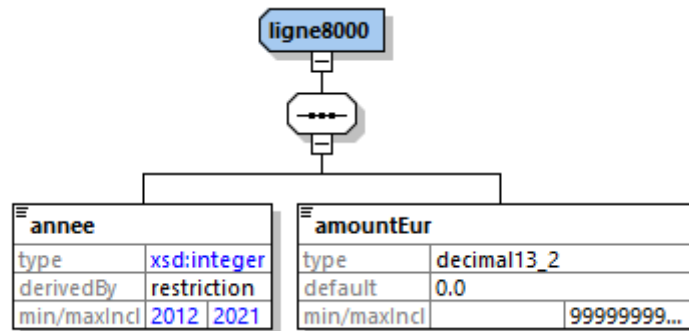 ligne8000
annee
type xsd:integer
derivedBy restriction
min/maxIncl 2012 2021
amountEur
type decimal13_2
default 0.0
min/maxIncl 99999999...